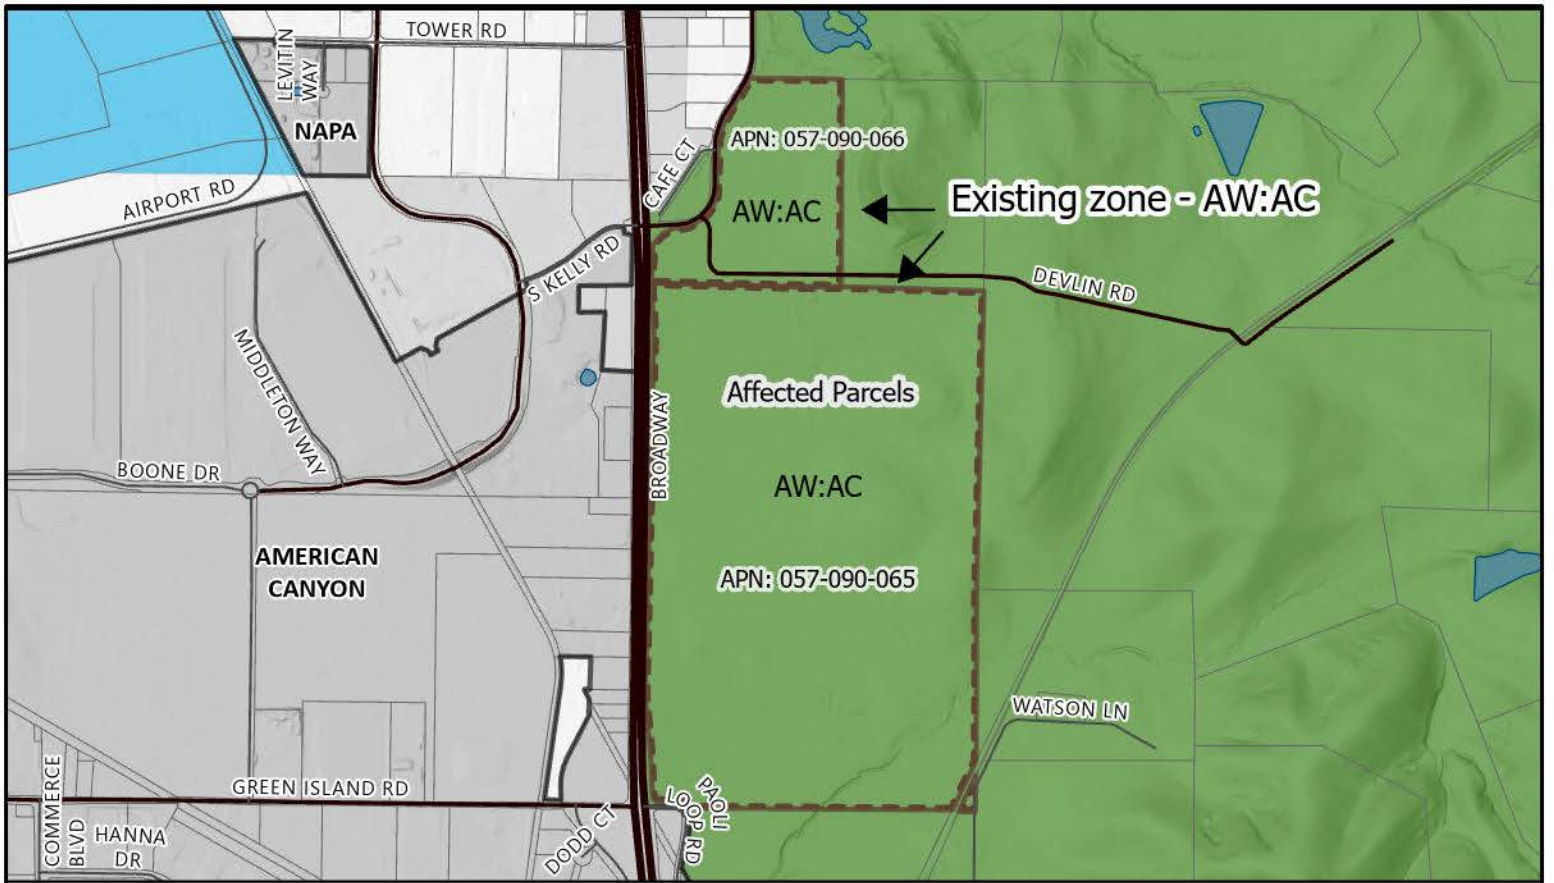 TOWER RD
LEVITIN
WAY
NAPA
CAFE CT
APN: 057-090-066
AIRPORT RD
AW:AC
Existing zone - AW:AC
S KELLY RD
DEVLIN RD
MIDDLETON WAY
Affected Parcels
BROADWAY
BOONE DR
AW:AC
AMERICAN
CANYON
APN: 057-090-065
WATSON LN
GREEN ISLAND RD
PAOLI
LOOP RD
COMMERCE
BLVD
HANNA
DR
DODD CT